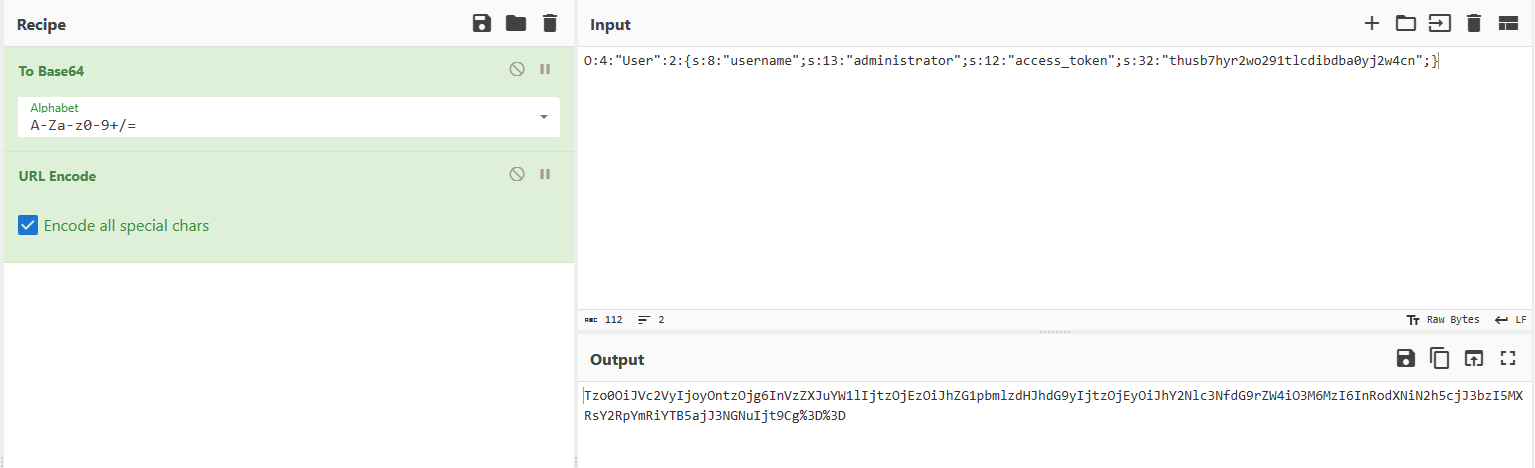 Recipe
To Base64
Alphabet
A-Za-z0-9+/=
URL Encode
Encode all special chars
Input
O:4:"User":2:{s:8:"username";s:13:"administrator";s:12:"access_token";s:32:"thusb7hyr2wo291tlcdibdba0yj2w4cn";}
ABC 112 2 Raw Bytes LF
Output
Tzo0OiJVc2VyIjoyOntzOjg6InVzZXJuYW1lIjtzOjEzOiJhZG1pbmlzdHJhdG9yIjtzOjEyOiJhY2Nlc3NfdG9rZW4iO3M6MzI6InRodXNiN2h5cjJ3bzI5MX
RsY2RpYmRiYTB5ajJ3NGNuIjt9Cg%3D%3D